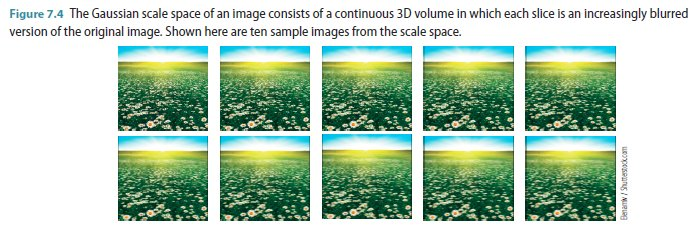 Figure 7.4 The Gaussian scale space of an image consists of a continuous 3D volume in which each slice is an increasingly blurred
version of the original image. Shown here are ten sample images from the scale space.
Elenamiv / Shutterstock.com